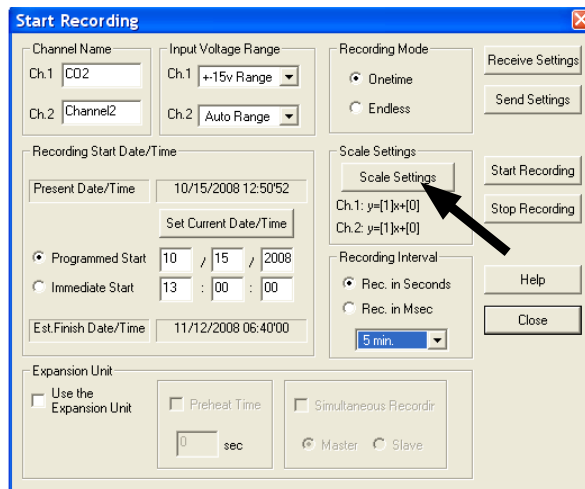 Start Recording
Channel Name
Ch.1 CO2
Ch.2 Channel2
Input Voltage Range
Ch.1 +-15v Range
Ch.2 Auto Range
Recording Mode
Onetime
Endless
Receive Settings
Send Settings
Recording Start Date/Time
Present Date/Time 10/15/2008 12:50'52
Set Current Date/Time
Programmed Start 10 / 15 / 2008
Immediate Start 13 : 00 : 00
Est.Finish Date/Time 11/12/2008 06:40'00
Scale Settings
Scale Settings
Ch.1: y=[1]x+[0]
Ch.2: y=[1]x+[0]
Start Recording
Stop Recording
Recording Interval
Rec. in Seconds
Rec. in Msec
5 min.
Help
Close
Expansion Unit
Use the
Expansion Unit
Preheat Time
0 sec
Simultaneous Recordir
Master Slave